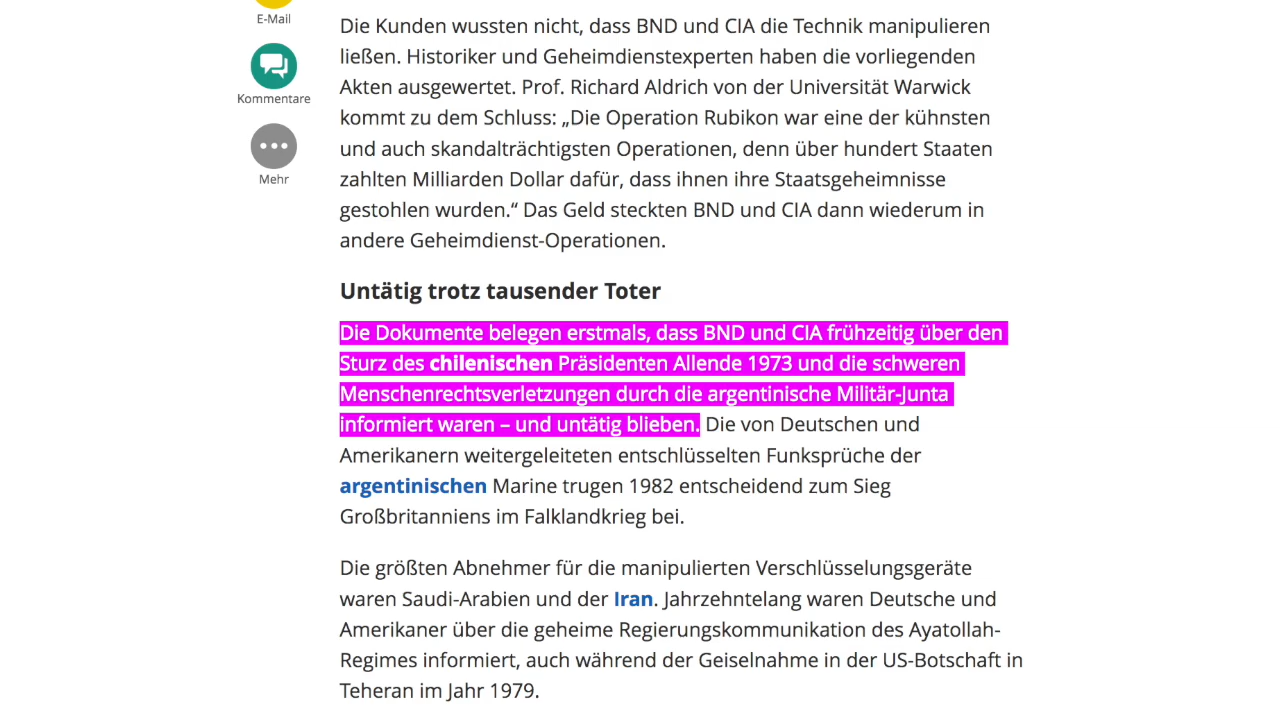 E-Mail
Kommentare
Mehr
Die Kunden wussten nicht, dass BND und CIA die Technik manipulieren
ließen. Historiker und Geheimdienstexperten haben die vorliegenden
Akten ausgewertet. Prof. Richard Aldrich von der Universität Warwick
kommt zu dem Schluss: „Die Operation Rubikon war eine der kühnsten
und auch skandalträchtigsten Operationen, denn über hundert Staaten
zahlten Milliarden Dollar dafür, dass ihnen ihre Staatsgeheimnisse
gestohlen wurden.“ Das Geld steckten BND und CIA dann wiederum in
andere Geheimdienst-Operationen.
Untätig trotz tausender Toter
Die Dokumente belegen erstmals, dass BND und CIA frühzeitig über den
Sturz des chilenischen Präsidenten Allende 1973 und die schweren
Menschenrechtsverletzungen durch die argentinische Militär-Junta
informiert waren – und untätig blieben. Die von Deutschen und
Amerikanern weitergeleiteten entschlüsselten Funksprüche der
argentinischen Marine trugen 1982 entscheidend zum Sieg
Großbritanniens im Falklandkrieg bei.
Die größten Abnehmer für die manipulierten Verschlüsselungsgeräte
waren Saudi-Arabien und der Iran. Jahrzehntelang waren Deutsche und
Amerikaner über die geheime Regierungskommunikation des Ayatollah-
Regimes informiert, auch während der Geiselnahme in der US-Botschaft in
Teheran im Jahr 1979.